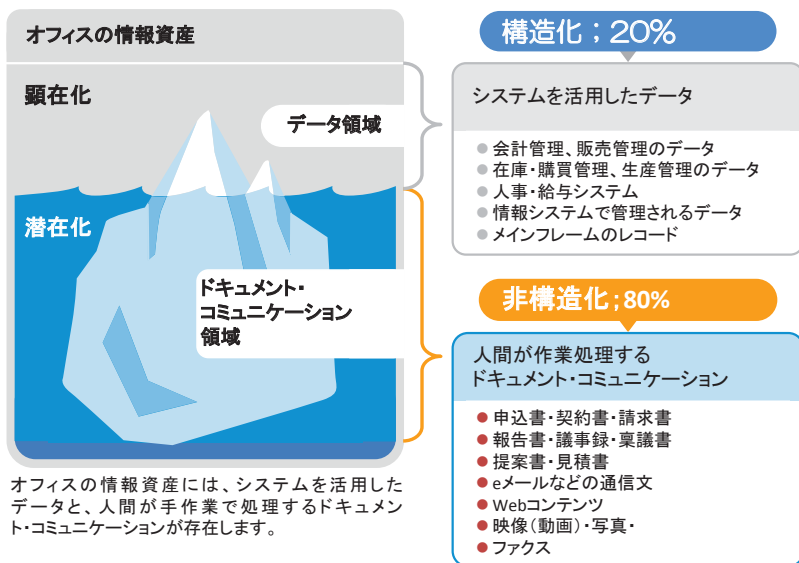 オフィスの情報資産
顕在化
データ領域
潜在化
ドキュメント・
コミュニケーション
領域
オフィスの情報資産には、システムを活用した
データと、人間が手作業で処理するドキュメン
ト・コミュニケーションが存在します。
構造化；20%
システムを活用したデータ
● 会計管理、販売管理のデータ
● 在庫・購買管理、生産管理のデータ
● 人事・給与システム
● 情報システムで管理されるデータ
● メインフレームのレコード
非構造化；80%
人間が作業処理する
ドキュメント・コミュニケーション
● 申込書・契約書・請求書
● 報告書・議事録・稟議書
● 提案書・見積書
● eメールなどの通信文
● Webコンテンツ
● 映像（動画）・写真・
● ファクス